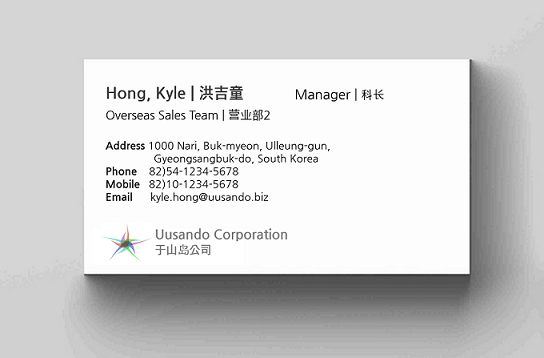 Hong, Kyle | 洪吉童 Manager | 科长
Overseas Sales Team | 营业部2
Address 1000 Nari, Buk-myeon, Ulleung-gun,
Gyeongsangbuk-do, South Korea
Phone 82)54-1234-5678
Mobile 82)10-1234-5678
Email kyle.hong@uusando.biz
Uusando Corporation
于山岛公司